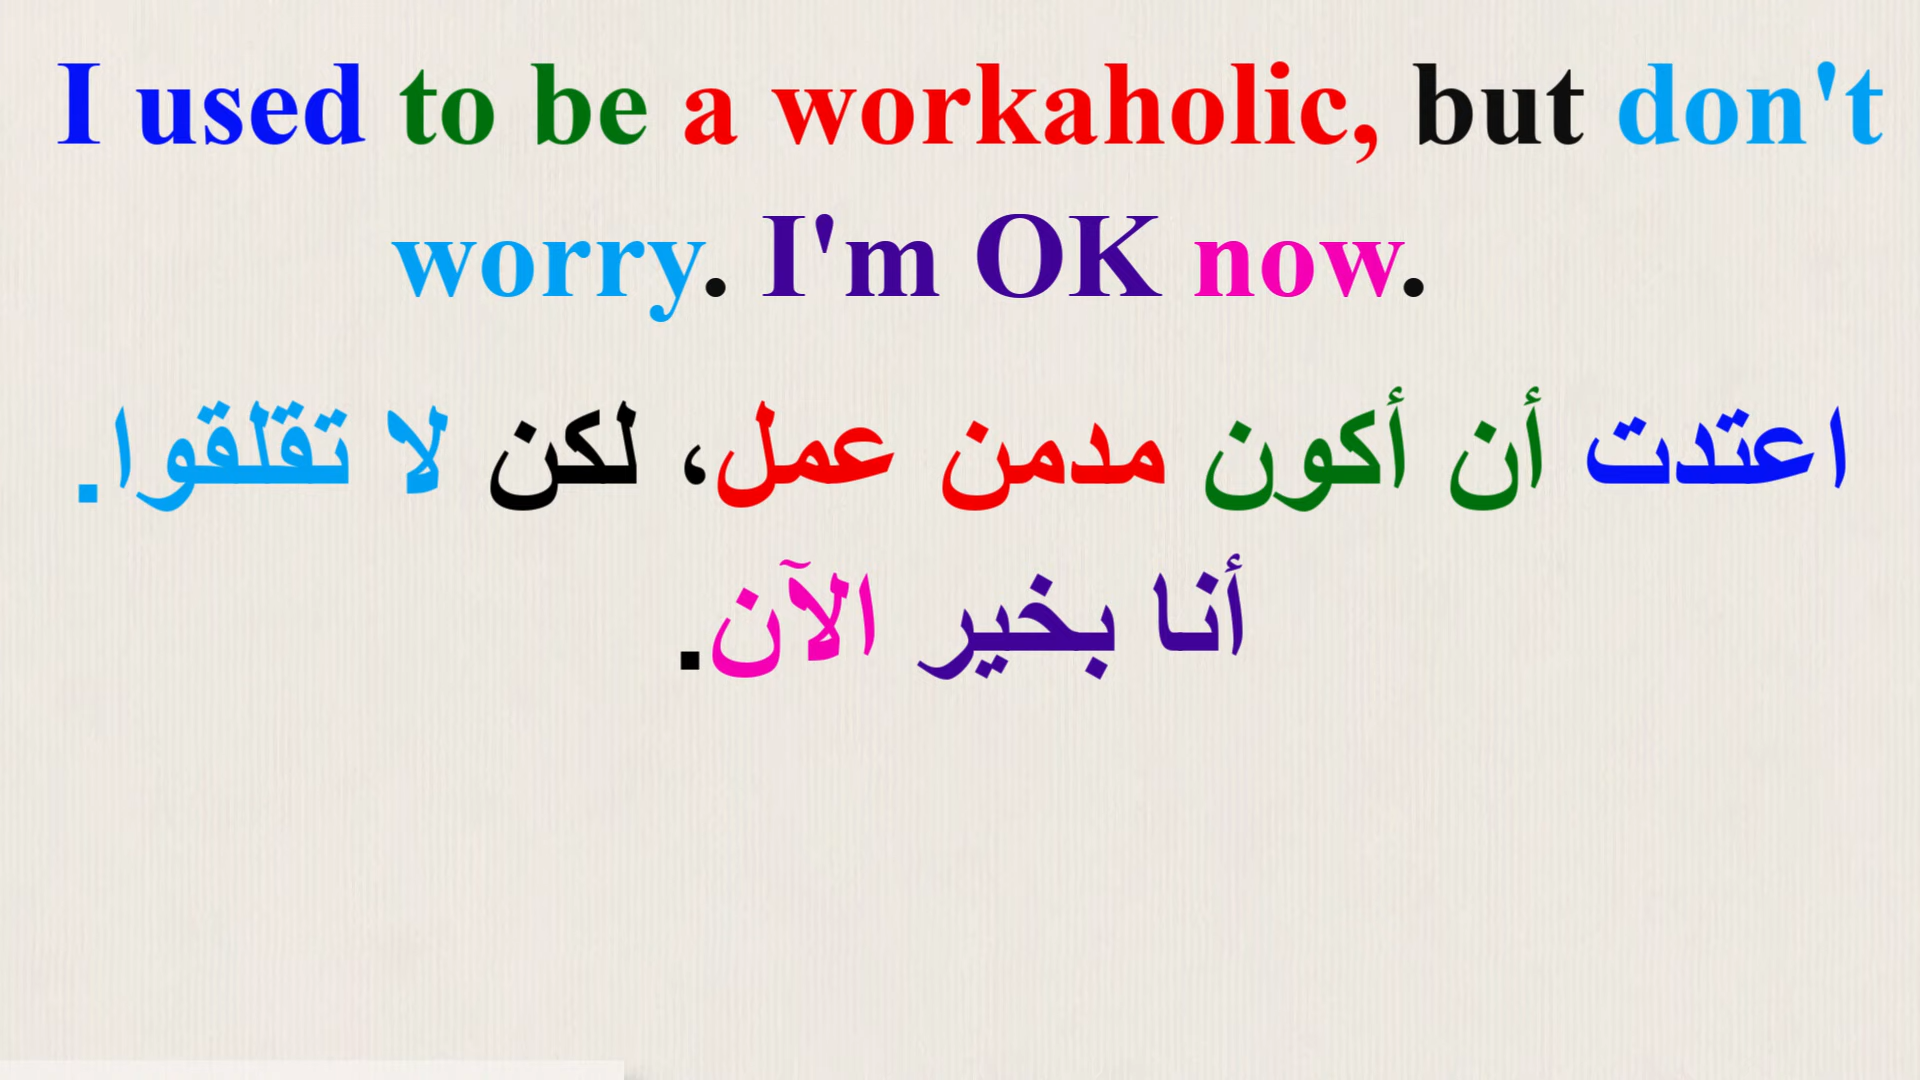 I used to be a workaholic, but don't
worry. I'm OK now.
اعتدت أن أكون مدمن عمل، لكن لا تقلقوا.
أنا بخير الآن.